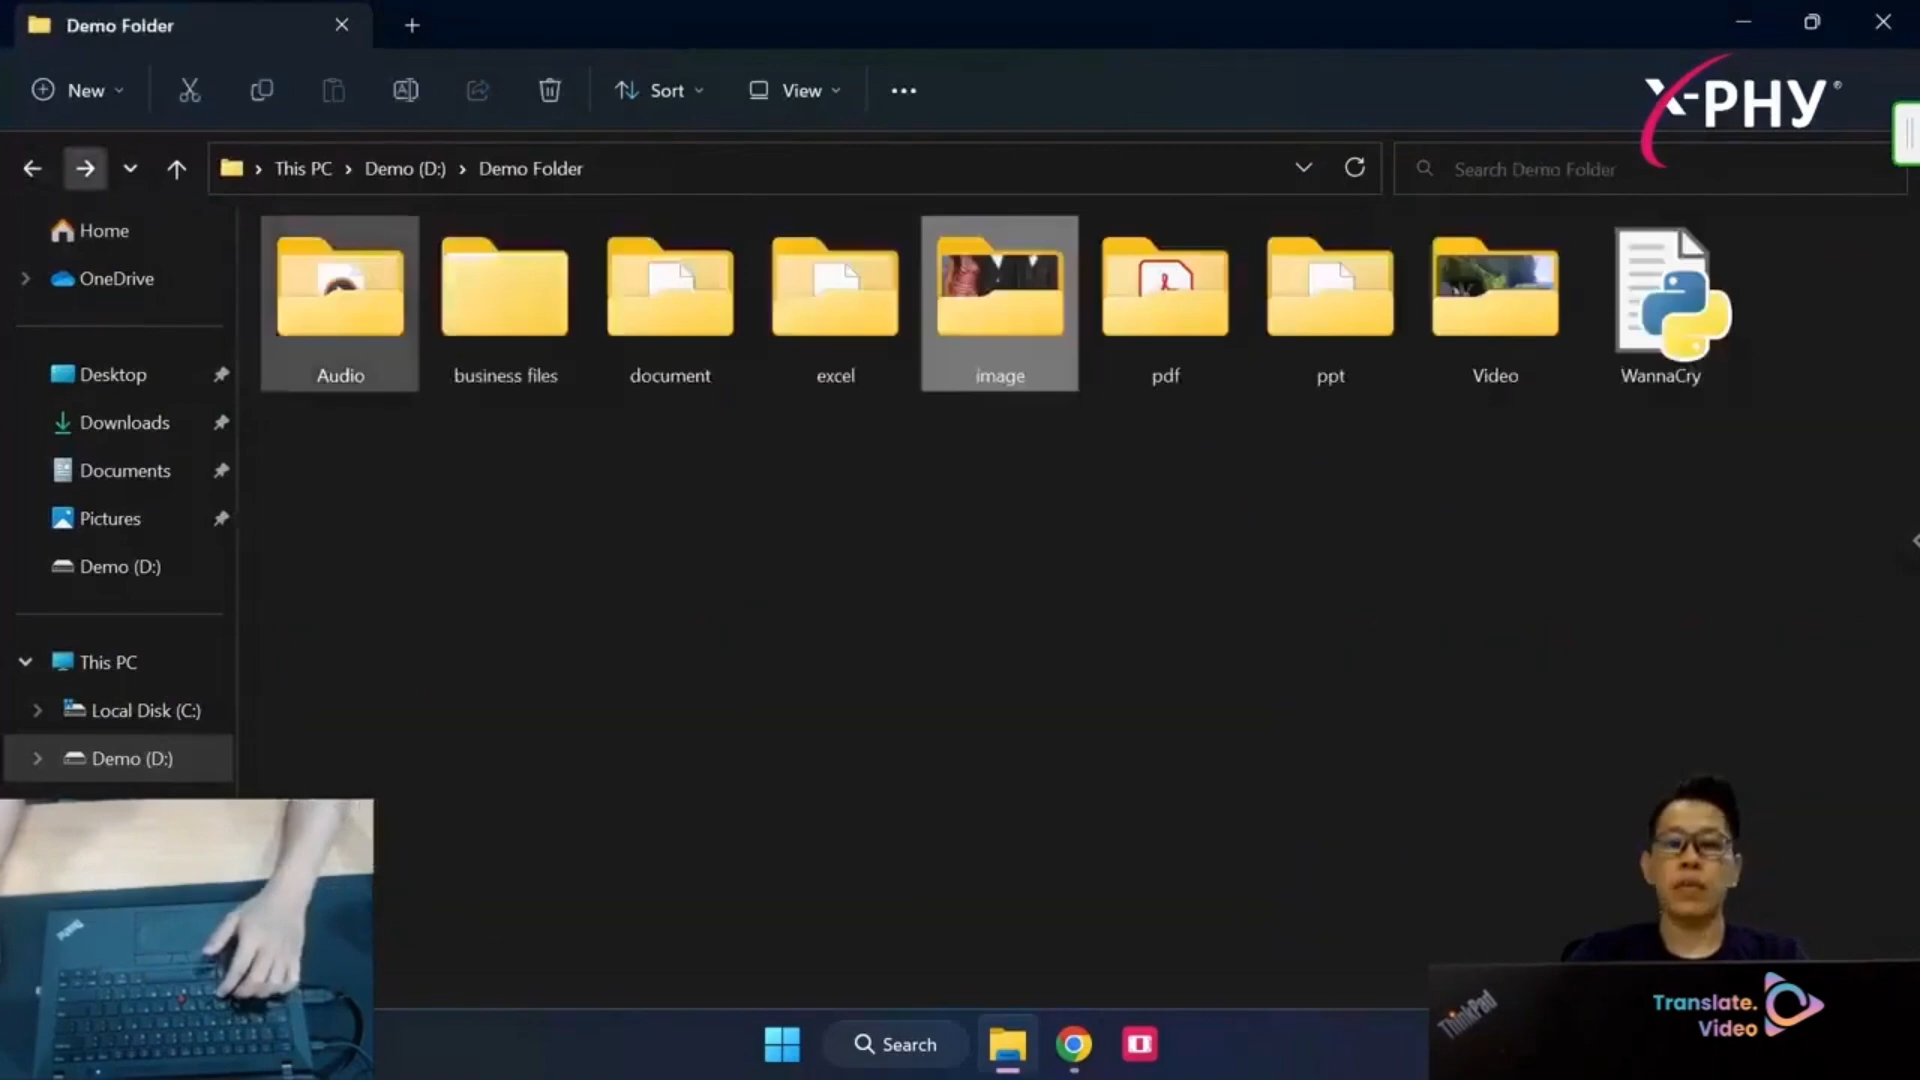 Demo Folder
New
Sort
View
X-PHY®
This PC > Demo (D:) > Demo Folder
Search Demo Folder
Home
OneDrive
Desktop
Downloads
Documents
Pictures
Demo (D:)
This PC
Local Disk (C:)
Demo (D:)
Audio
business files
document
excel
image
pdf
ppt
Video
WannaCry
ThinkPad
Translate.
Video
Search